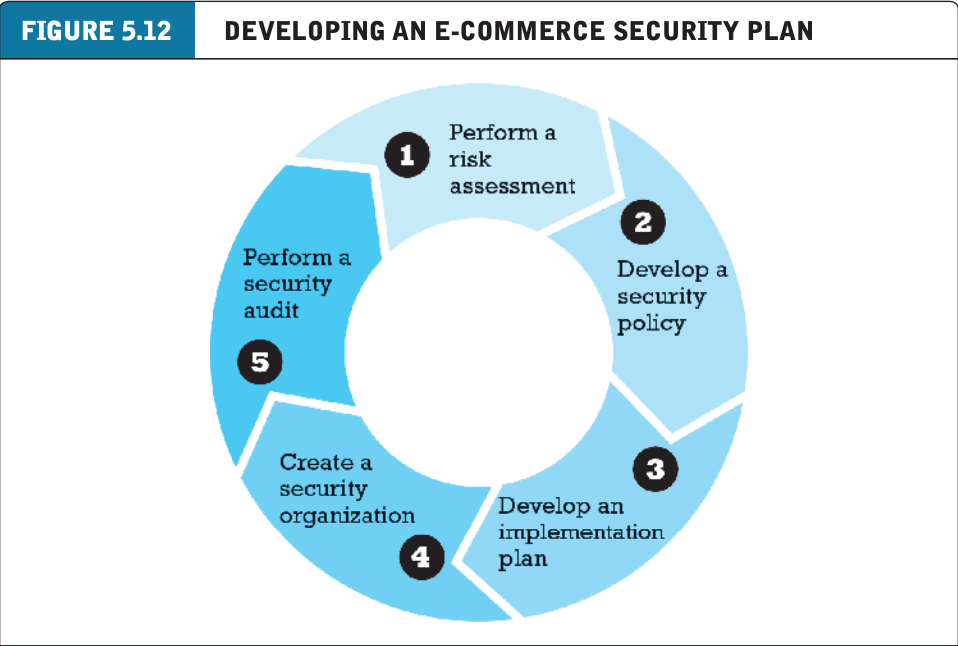 FIGURE 5.12
DEVELOPING AN E-COMMERCE SECURITY PLAN
1
Perform a
risk
assessment
2
Develop a
security
policy
3
Develop an
implementation
plan
4
Create a
security
organization
5
Perform a
security
audit